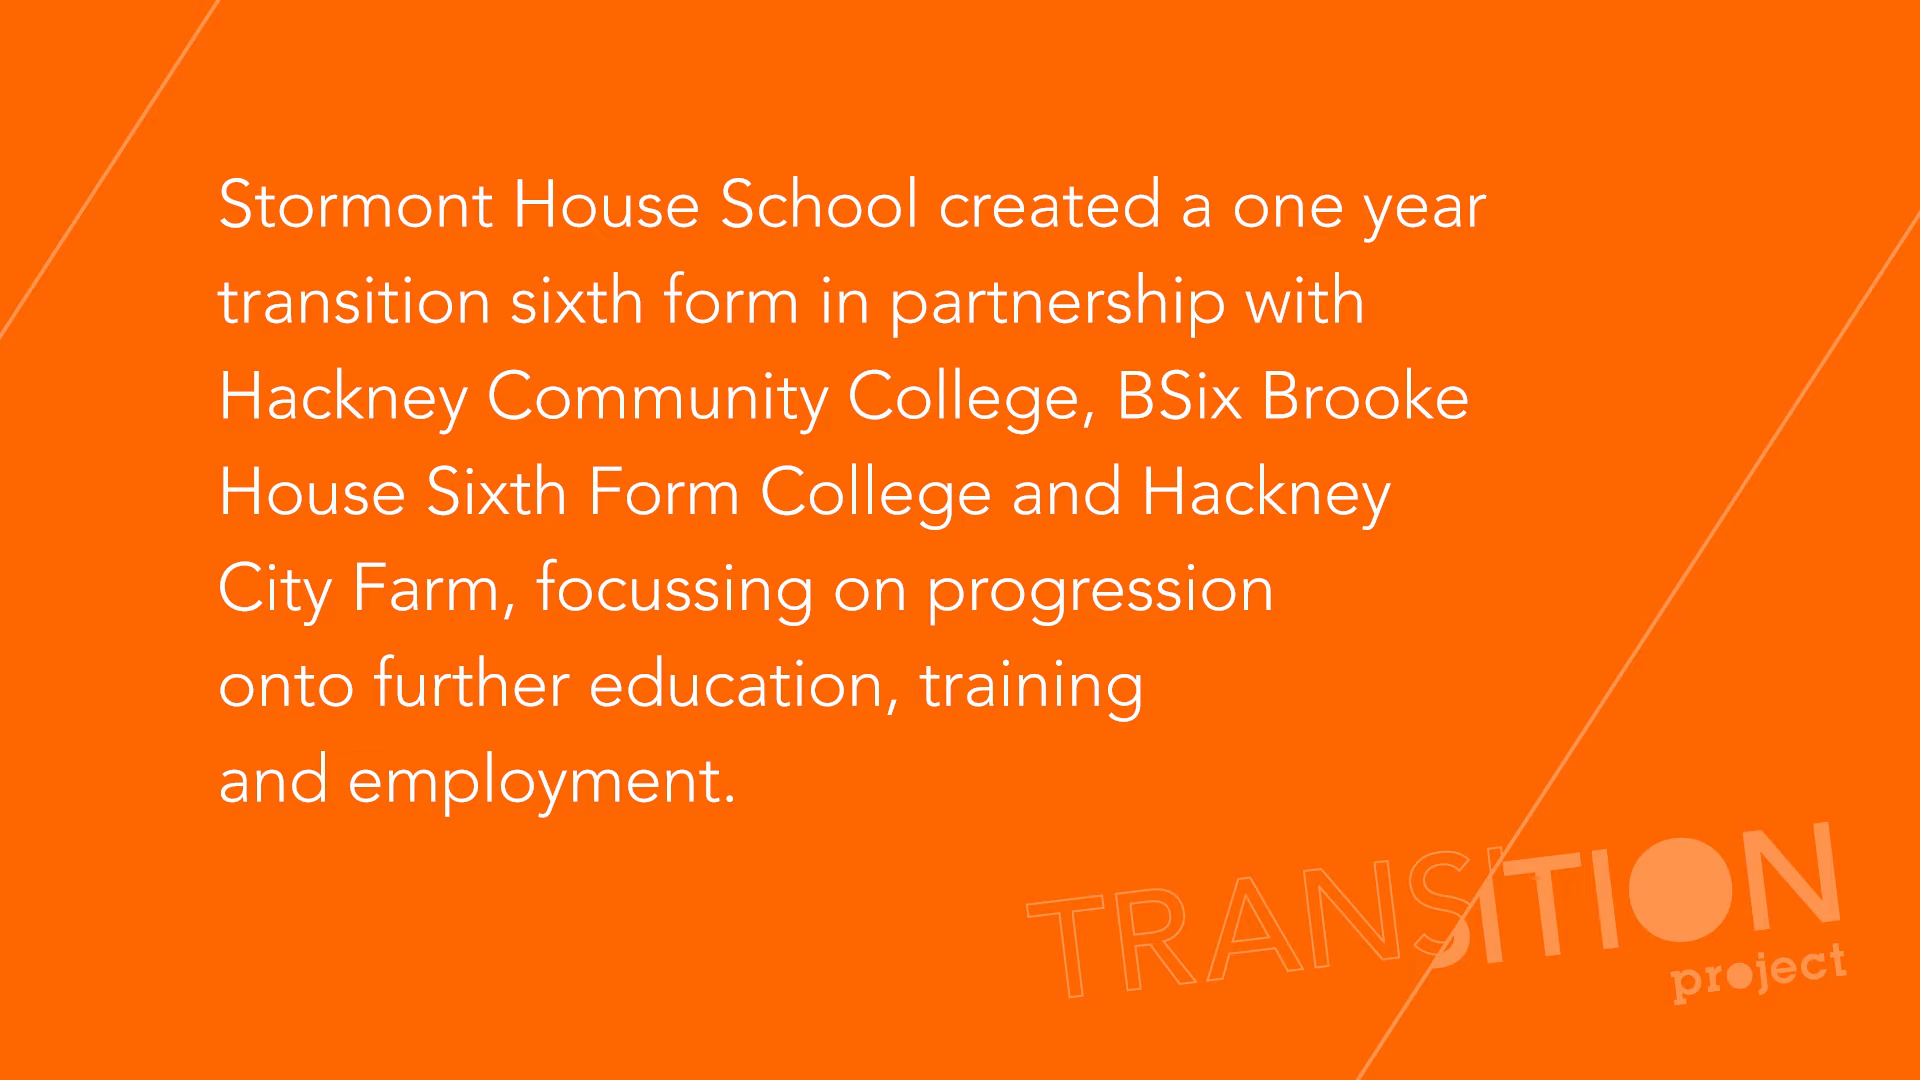 Stormont House School created a one year
transition sixth form in partnership with
Hackney Community College, BSix Brooke
House Sixth Form College and Hackney
City Farm, focussing on progression
onto further education, training
and employment.
TRANSITION
project